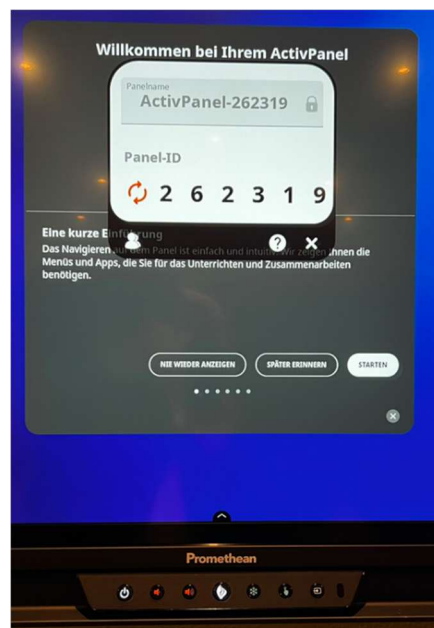 Willkommen bei Ihrem ActivPanel
Panelname
ActivPanel-262319
Panel-ID
2 6 2 3 1 9
Eine kurze Einführung
Das Navigieren auf dem Panel ist einfach und intuitiv. Wir zeigen Ihnen die
Menüs und Apps, die Sie für das Unterrichten und Zusammenarbeiten
benötigen.
NIE WIEDER ANZEIGEN
SPÄTER ERINNERN
STARTEN
Promethean